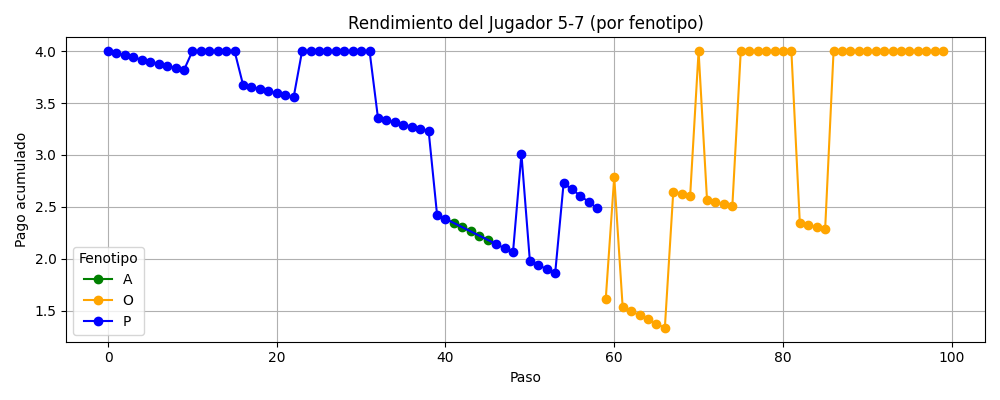 Rendimiento del Jugador 5-7 (por fenotipo)
Pago acumulado
4.0
3.5
3.0
2.5
2.0
1.5
Fenotipo
A
O
P
0 20 40 60 80 100
Paso